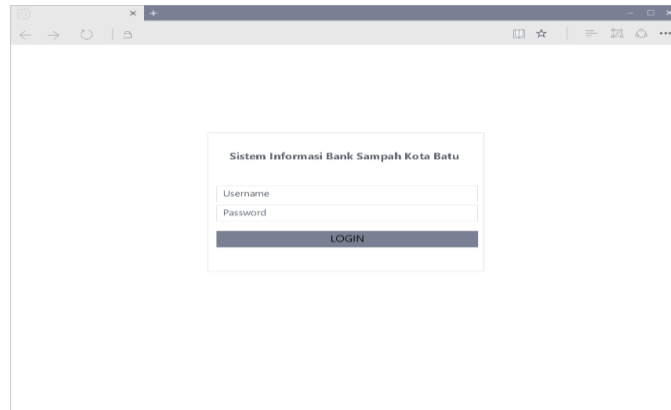 Sistem Informasi Bank Sampah Kota Batu
Username
Password
LOGIN